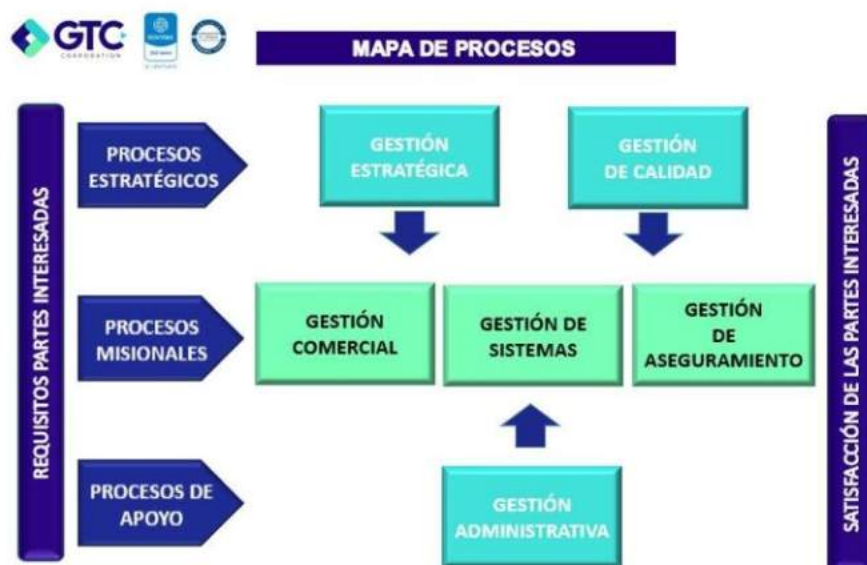 GTC
CORPORATION
MAPA DE PROCESOS
REQUISITOS PARTES INTERESADAS
PROCESOS
ESTRATÉGICOS
GESTIÓN
ESTRATÉGICA
GESTIÓN
DE CALIDAD
PROCESOS
MISIONALES
GESTIÓN
COMERCIAL
GESTIÓN DE
SISTEMAS
GESTIÓN
DE
ASEGURAMIENTO
PROCESOS DE
APOYO
GESTIÓN
ADMINISTRATIVA
SATISFACCIÓN DE LAS PARTES INTERESADAS